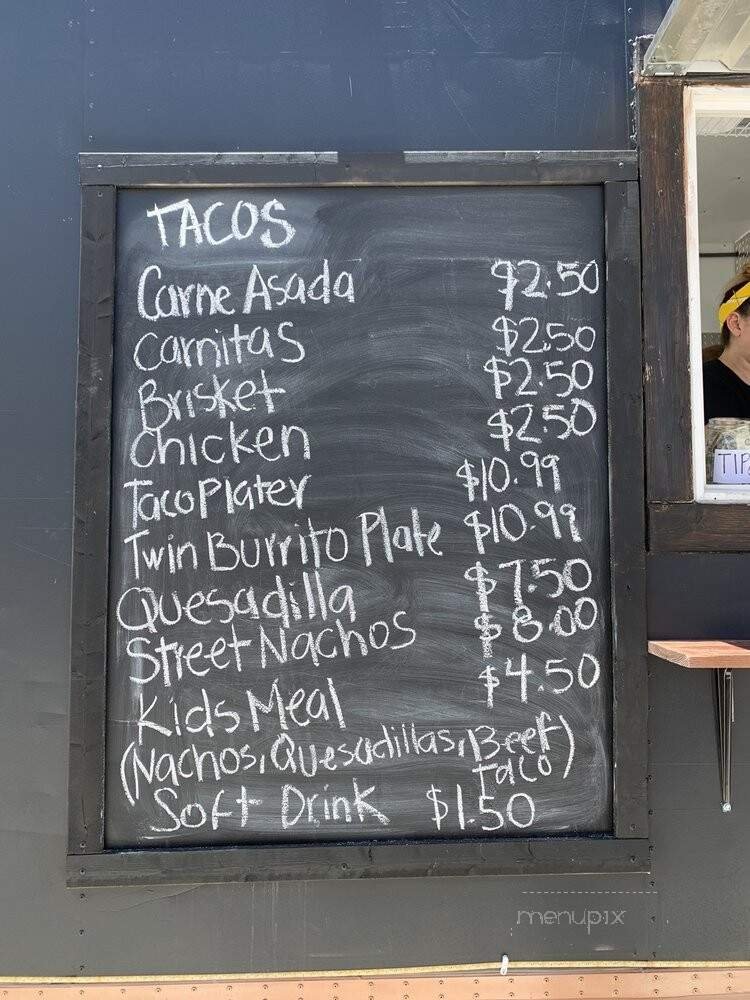 TACOS
Carne Asada $2.50
Carnitas $2.50
Brisket $2.50
Chicken $2.50
Taco Plater $10.99
Twin Burrito Plate $10.99
Quesadilla $7.50
Street Nachos $8.00
Kids Meal $4.50
(Nachos, Quesadillas, Beef
taco)
Soft Drink $1.50
TIPS
menupix